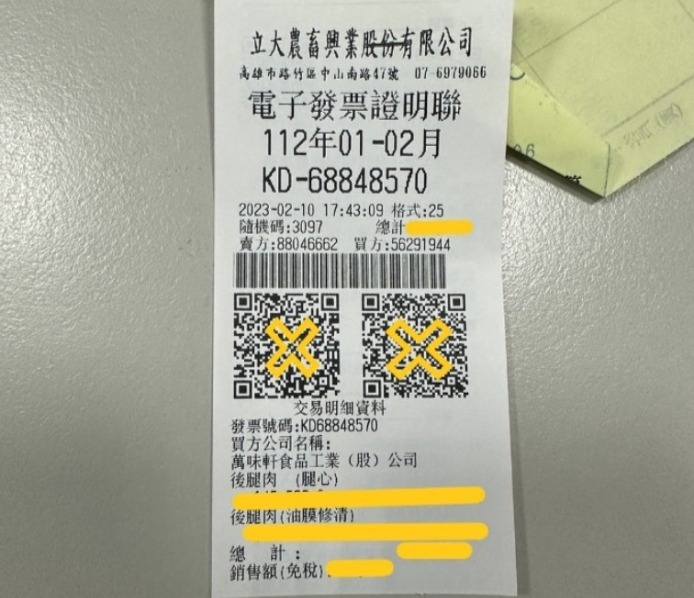 立大農畜興業股份有限公司
高雄市路竹區中山南路47號 07-6979066
電子發票證明聯
112年01-02月
KD-68848570
2023-02-10 17:43:09 格式:25
隨機碼:3097 總計
賣方:88046662 買方:56291944
交易明細資料
發票號碼:KD68848570
買方公司名稱:
萬味軒食品工業（股）公司
後腿肉 (腿心)
後腿肉(油膜修清)
總 計:
銷售額(免稅)